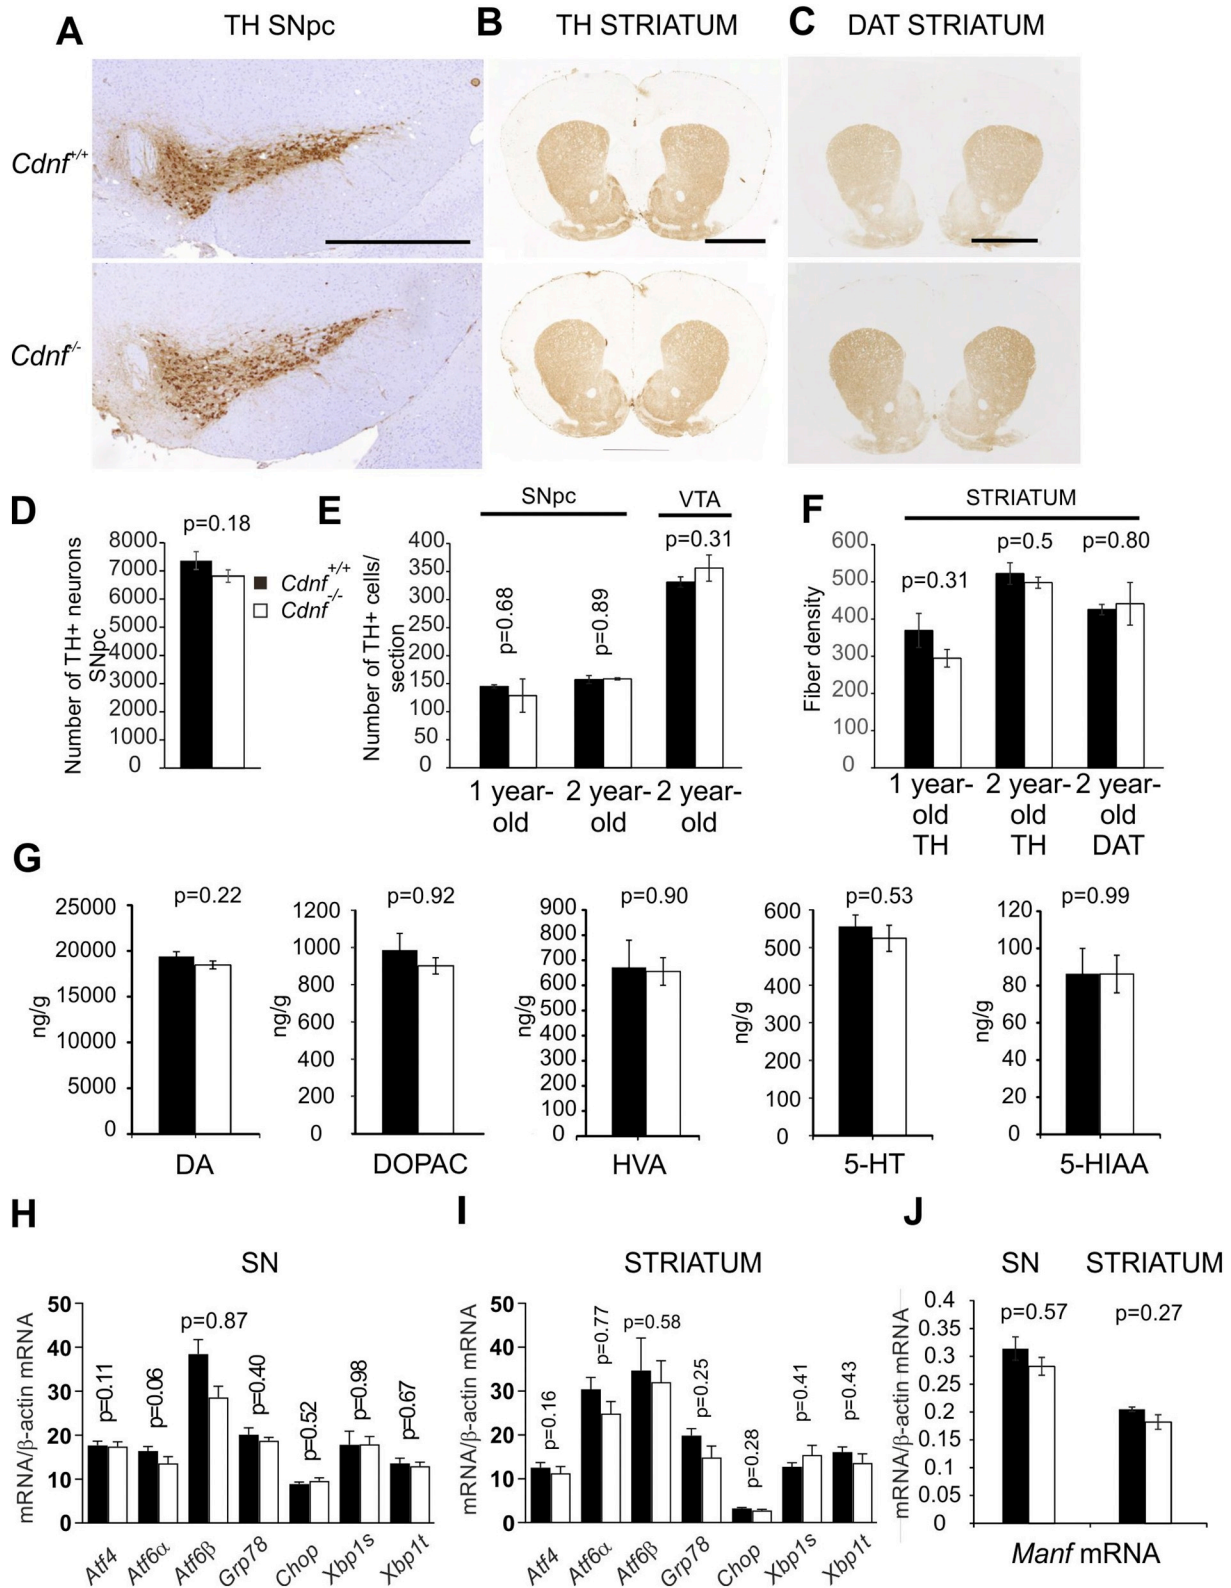 A TH SNpc B TH STRIATUM C DAT STRIATUM
Cdnf+/+
Cdnf-/-
D
p=0.18
Number of TH+ neurons
SNpc
8000
7000
6000
5000
4000
3000
2000
1000
0
Cdnf+/+
Cdnf-/-
E
SNpc VTA
Number of TH+ cells/
section
400
350
300
250
200
150
100
50
0
p=0.68
p=0.89
p=0.31
1 year-
old
2 year-
old
2 year-
old
F
STRIATUM
Fiber density
600
500
400
300
200
100
0
p=0.31
p=0.5
p=0.80
1 year-
old
TH
2 year-
old
TH
2 year-
old
DAT
G
p=0.22
ng/g
25000
20000
15000
10000
5000
0
DA
p=0.92
ng/g
1200
1000
800
600
400
200
0
DOPAC
p=0.90
ng/g
900
800
700
600
500
400
300
200
100
0
HVA
p=0.53
ng/g
600
500
400
300
200
100
0
5-HT
p=0.99
ng/g
120
100
80
60
40
20
0
5-HIAA
H
SN
mRNA/β-actin mRNA
50
40
30
20
10
0
p=0.11
p=0.06
p=0.87
p=0.40
p=0.52
p=0.98
p=0.67
Atf4
Atf6α
Atf6β
Grp78
Chop
Xbp1s
Xbp1t
I
STRIATUM
mRNA/β-actin mRNA
50
40
30
20
10
0
p=0.16
p=0.77
p=0.58
p=0.25
p=0.28
p=0.41
p=0.43
Atf4
Atf6α
Atf6β
Grp78
Chop
Xbp1s
Xbp1t
J
SN STRIATUM
mRNA/β-actin mRNA
0.4
0.35
0.3
0.25
0.2
0.15
0.1
0.05
0
p=0.57
p=0.27
Manf mRNA